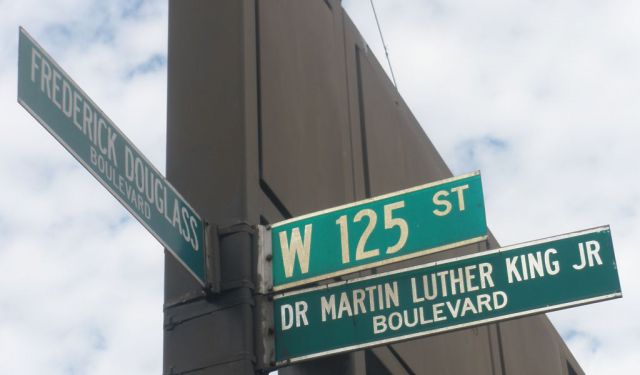 FREDERICK DOUGLASS
BOULEVARD
W 125 ST
DR MARTIN LUTHER KING JR
BOULEVARD